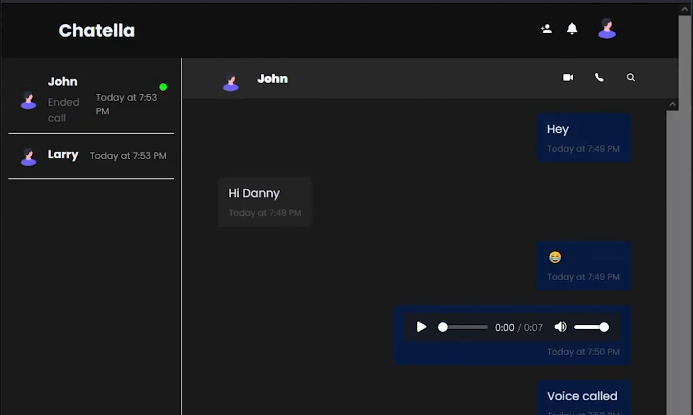 Chatella
John
Today at 7:53
PM
Ended
call
Larry Today at 7:53 PM
John
Hey
Today at 7:49 PM
Hi Danny
Today at 7:49 PM
😄
Today at 7:49 PM
0:00 / 0:07
Today at 7:50 PM
Voice called